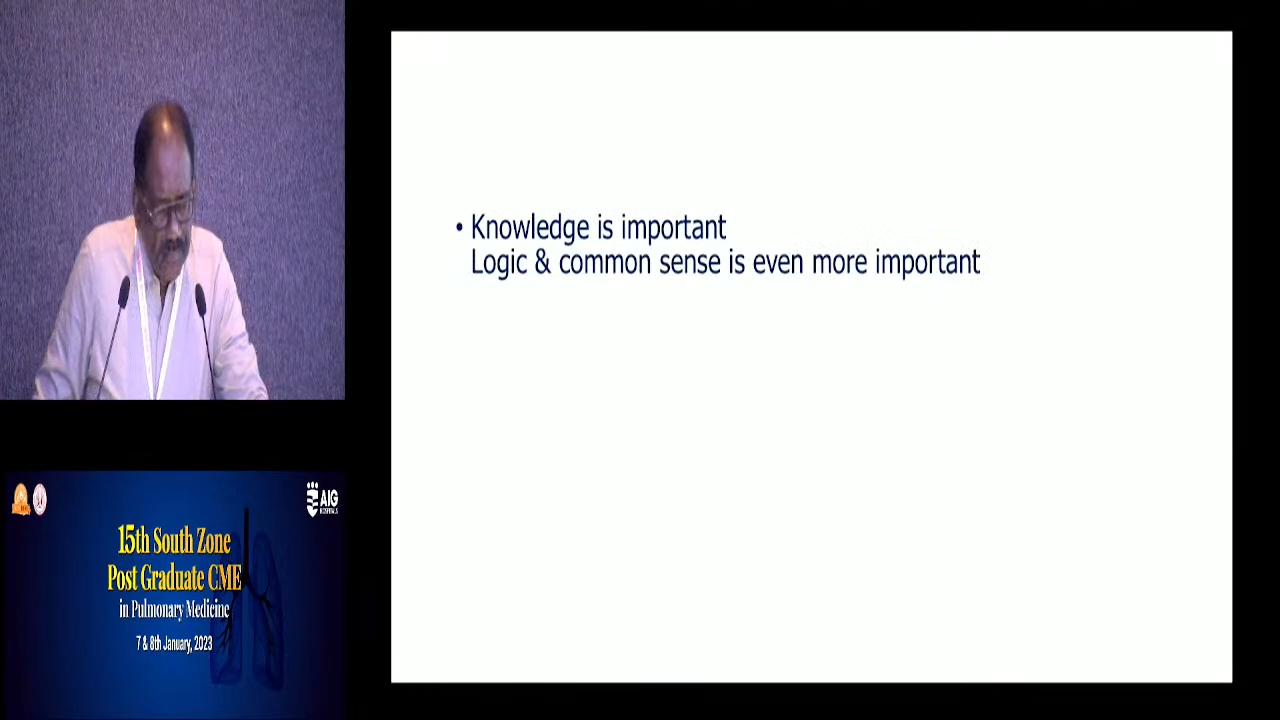 • Knowledge is important
Logic & common sense is even more important
AIG
HOSPITALS
15th South Zone
Post Graduate CME
in Pulmonary Medicine
7 & 8th January, 2023